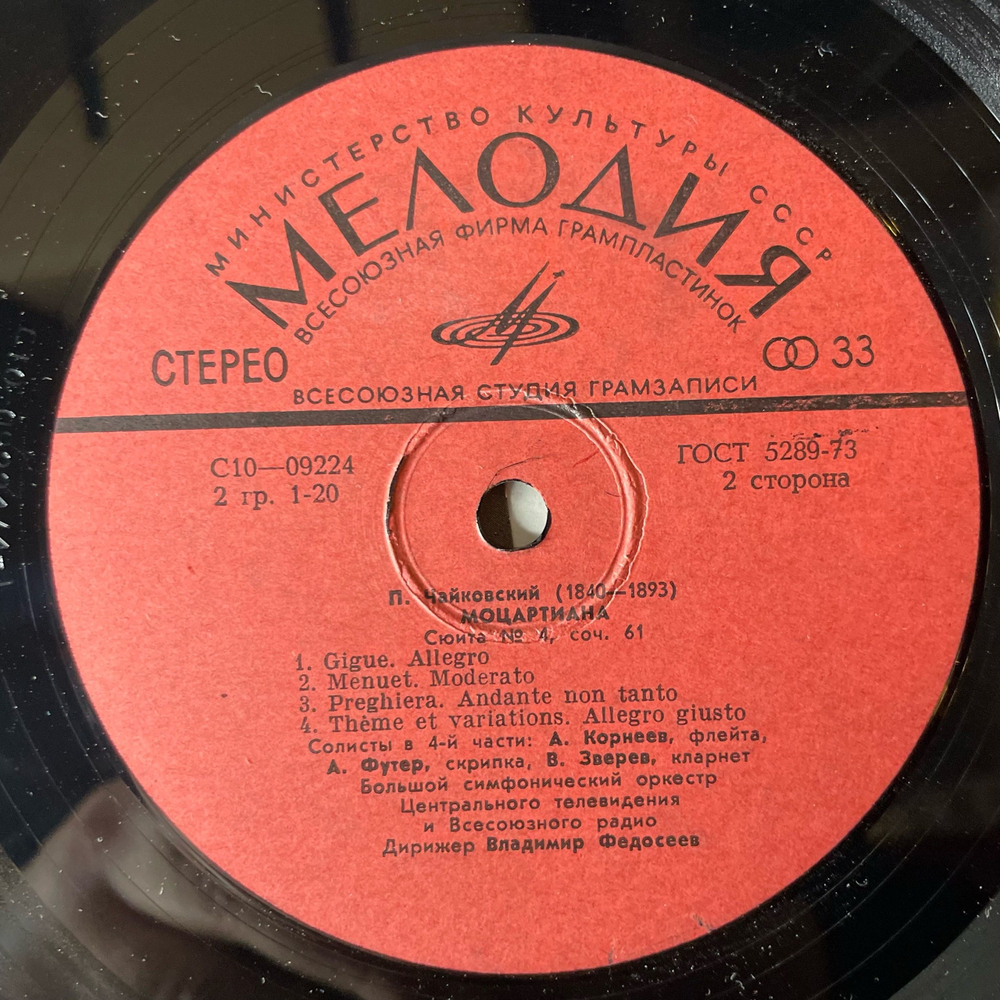 МИНИСТЕРСТВО КУЛЬТУРЫ СССР
МЕЛОДИЯ
ВСЕСОЮЗНАЯ ФИРМА ГРАМПЛАСТИНОК
СТЕРЕО
33
ВСЕСОЮЗНАЯ СТУДИЯ ГРАМЗАПИСИ
С10—09224
ГОСТ 5289-73
2 гр. 1-20
2 сторона
П. Чайковский (1840—1893)
МОЦАРТИАНА
Сюита № 4, соч. 61
1. Gigue. Allegro
2. Menuet. Moderato
3. Preghiera. Andante non tanto
4. Thème et variations. Allegro giusto
Солисты в 4-й части: А. Корнеев, флейта,
А. Футер, скрипка, В. Зверев, кларнет
Большой симфонический оркестр
Центрального телевидения
и Всесоюзного радио
Дирижер Владимир Федосеев